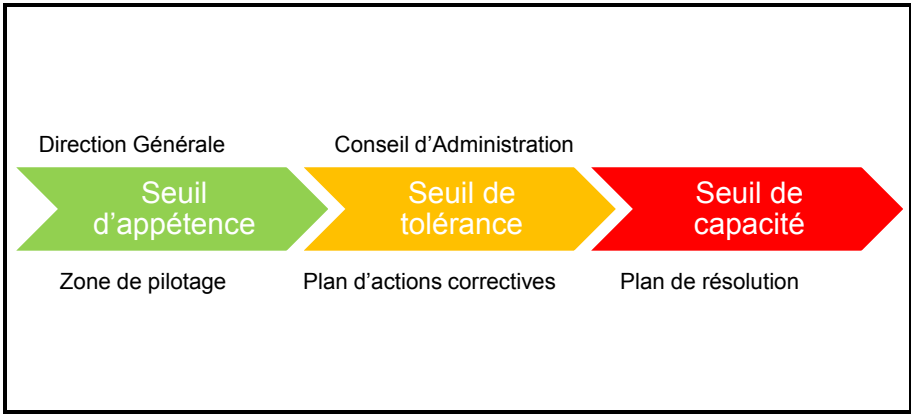 Direction Générale
Conseil d’Administration
Seuil
d’appétence
Seuil de
tolérance
Seuil de
capacité
Zone de pilotage
Plan d’actions correctives
Plan de résolution